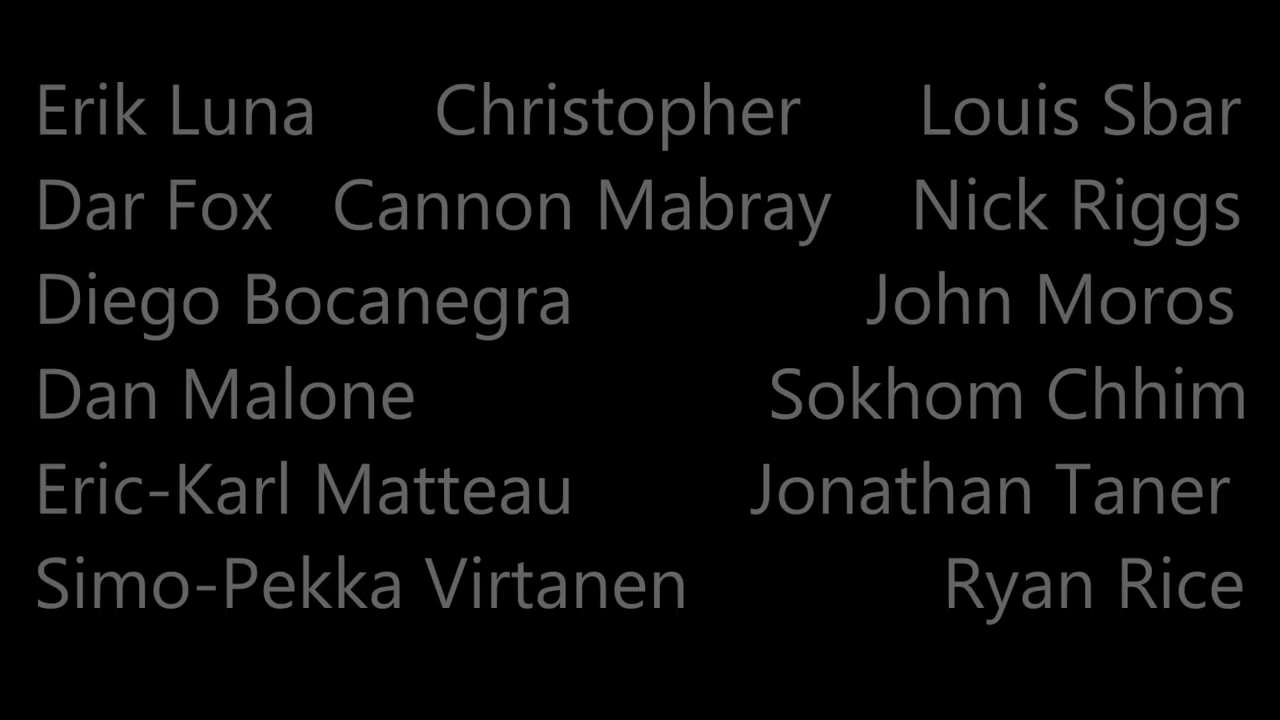 Erik Luna Christopher Louis Sbar
Dar Fox Cannon Mabray Nick Riggs
Diego Bocanegra John Moros
Dan Malone Sokhom Chhim
Eric-Karl Matteau Jonathan Taner
Simo-Pekka Virtanen Ryan Rice